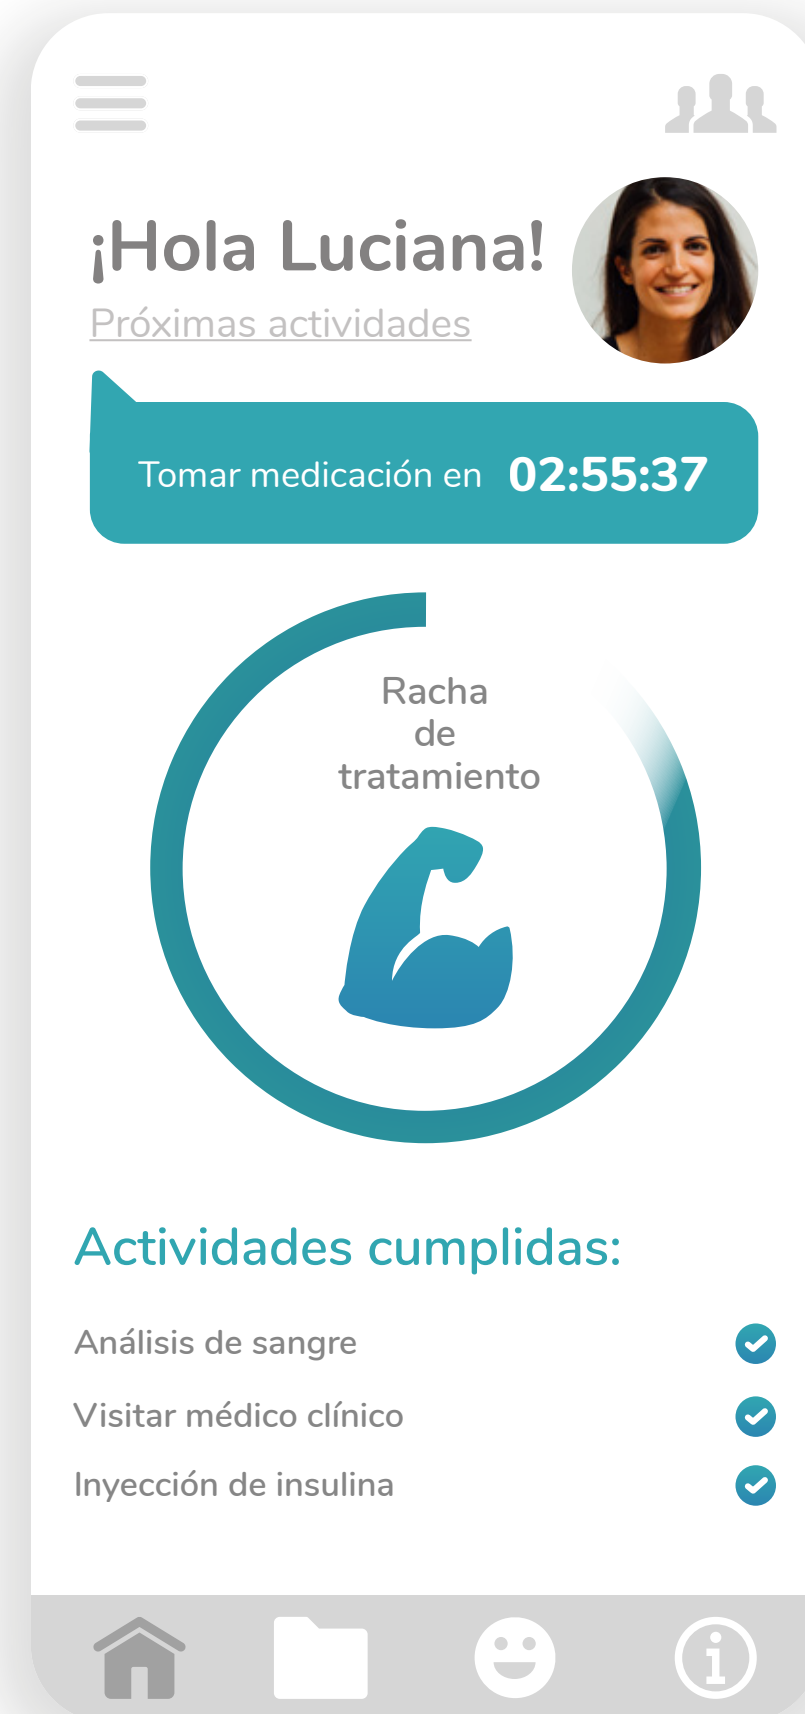 ¡Hola Luciana!
Próximas actividades
Tomar medicación en 02:55:37
Racha
de
tratamiento
Actividades cumplidas:
Análisis de sangre
Visitar médico clínico
Inyección de insulina